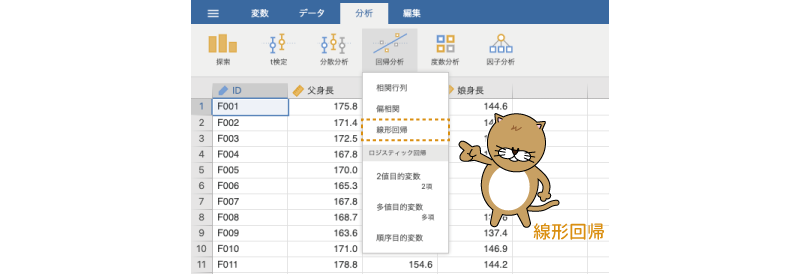 変数 データ 分析 編集
探索 t検定 分散分析 回帰分析 度数分析 因子分析
ID 父身長 娘身長
1 F001 175.8 144.6
2 F002 171.4
3 F003 172.5
4 F004 167.8
5 F005 170.0
6 F006 165.3
7 F007 167.8
8 F008 168.7
9 F009 163.6 137.4
10 F010 171.0 146.9
11 F011 178.8 154.6 144.2
相関行列
偏相関
線形回帰
ロジスティック回帰
2値目的変数
2項
多値目的変数
多項
順序目的変数
線形回帰